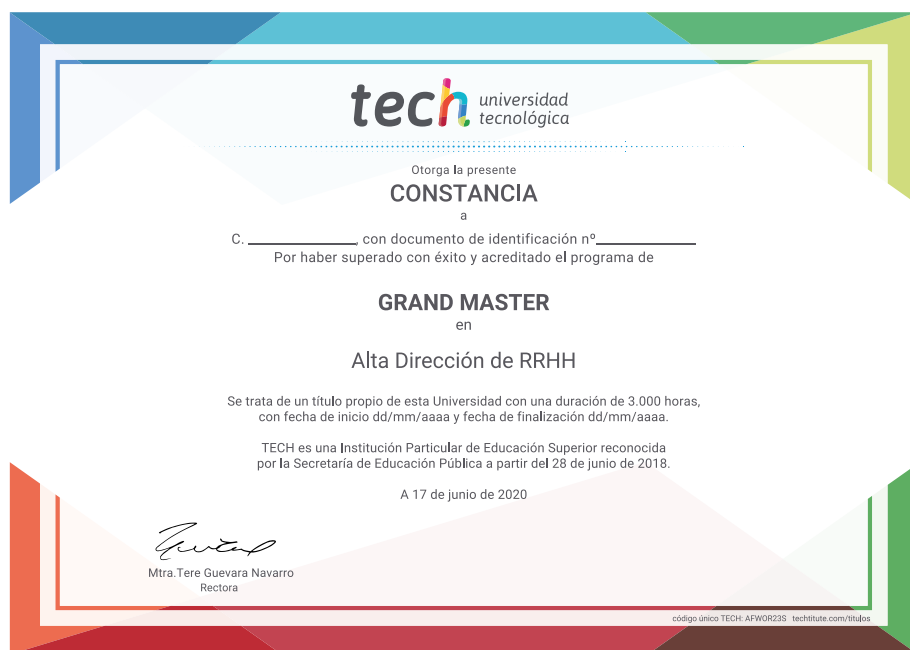 tech universidad
tecnológica
Otorga la presente
CONSTANCIA
a
C. ____________, con documento de identificación nº____________
Por haber superado con éxito y acreditado el programa de
GRAND MASTER
en
Alta Dirección de RRHH
Se trata de un título propio de esta Universidad con una duración de 3.000 horas,
con fecha de inicio dd/mm/aaaa y fecha de finalización dd/mm/aaaa.
TECH es una Institución Particular de Educación Superior reconocida
por la Secretaría de Educación Pública a partir del 28 de junio de 2018.
A 17 de junio de 2020
Mtra.Tere Guevara Navarro
Rectora
código único TECH: AFWOR23S techtitute.com/titulos